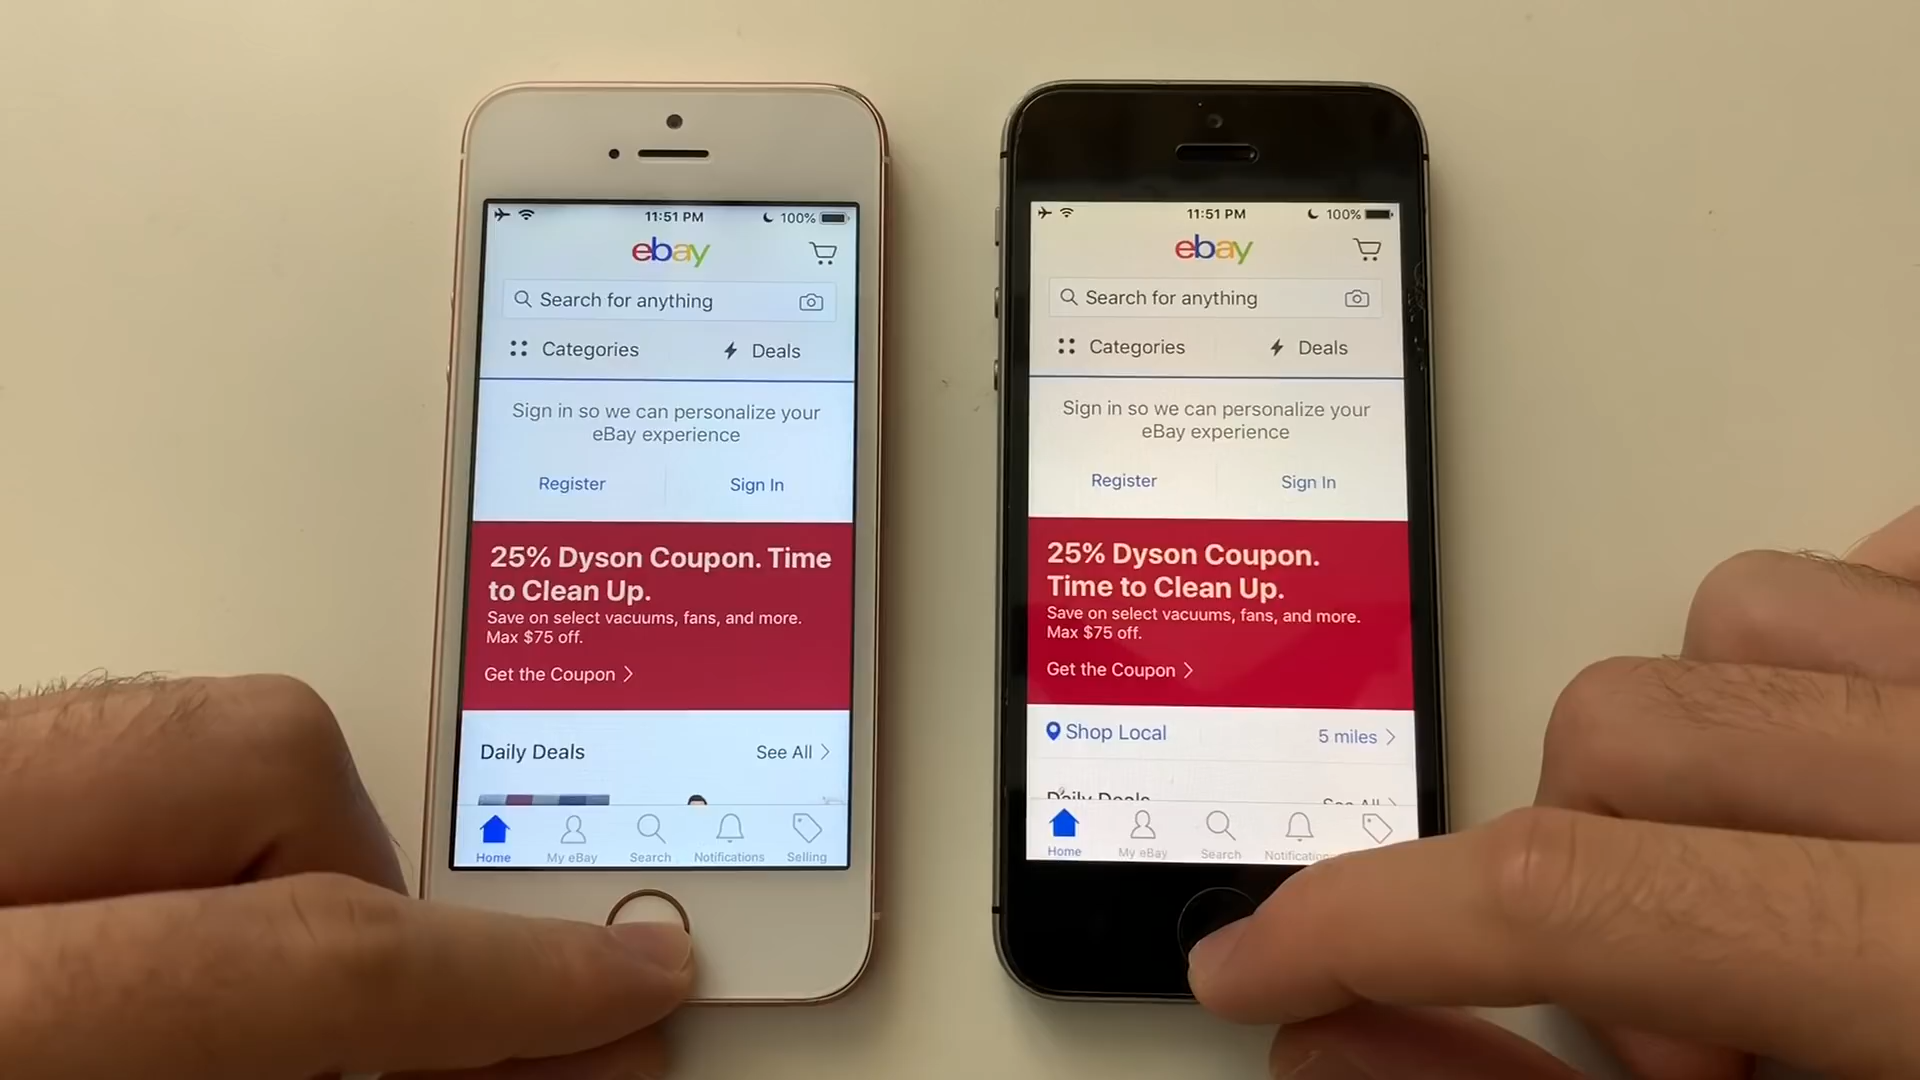 11:51 PM
100%
ebay
Search for anything
Categories
Deals
Sign in so we can personalize your
eBay experience
Register
Sign In
25% Dyson Coupon. Time
to Clean Up.
Save on select vacuums, fans, and more.
Max $75 off.
Get the Coupon
Daily Deals
See All
Home
My eBay
Search
Notifications
Selling
11:51 PM
100%
ebay
Search for anything
Categories
Deals
Sign in so we can personalize your
eBay experience
Register
Sign In
25% Dyson Coupon.
Time to Clean Up.
Save on select vacuums, fans, and more.
Max $75 off.
Get the Coupon
Shop Local
5 miles
Daily Deals
See All
Home
My eBay
Search